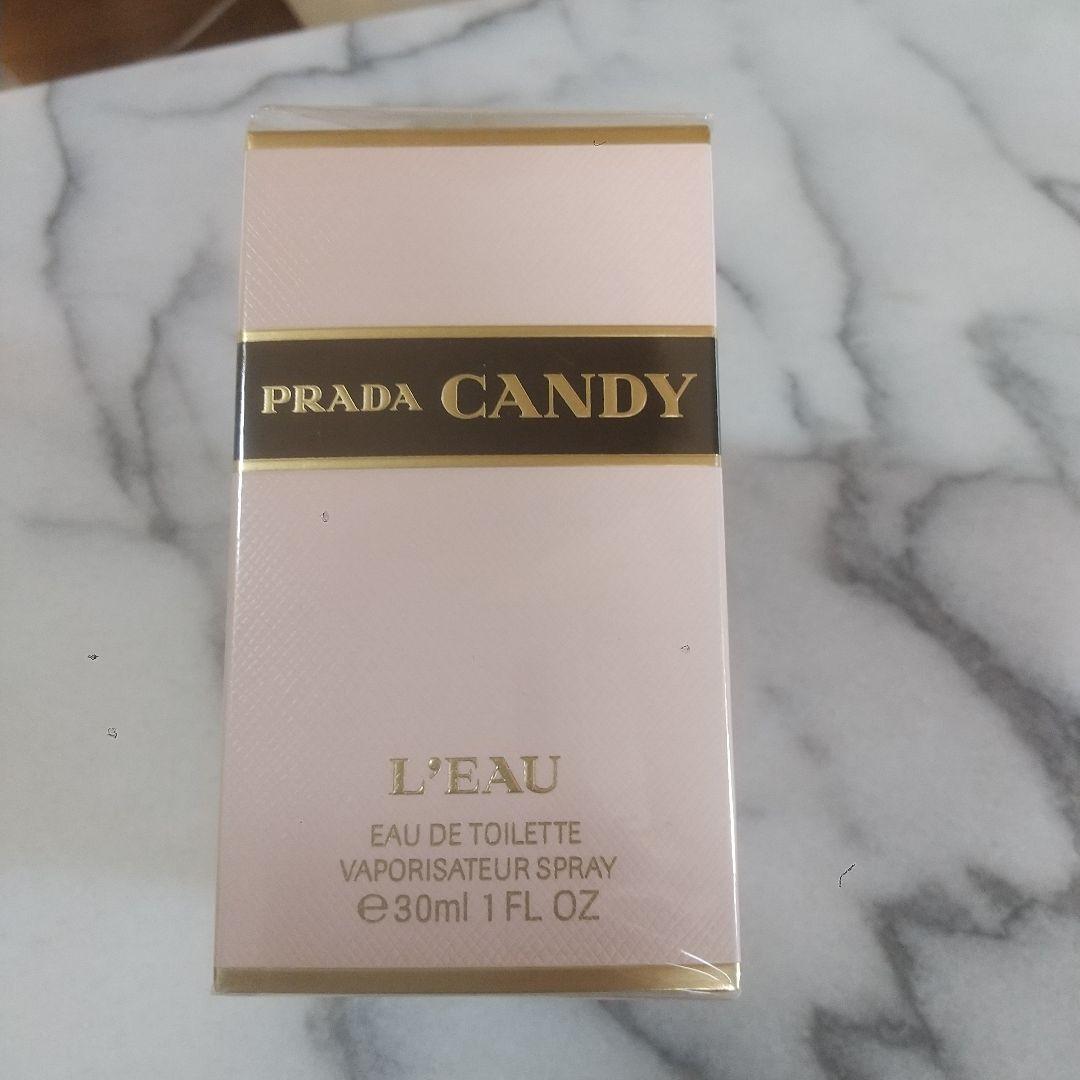 PRADA CANDY
L'EAU
EAU DE TOILETTE
VAPORISATEUR SPRAY
℮30ml 1 FL OZ